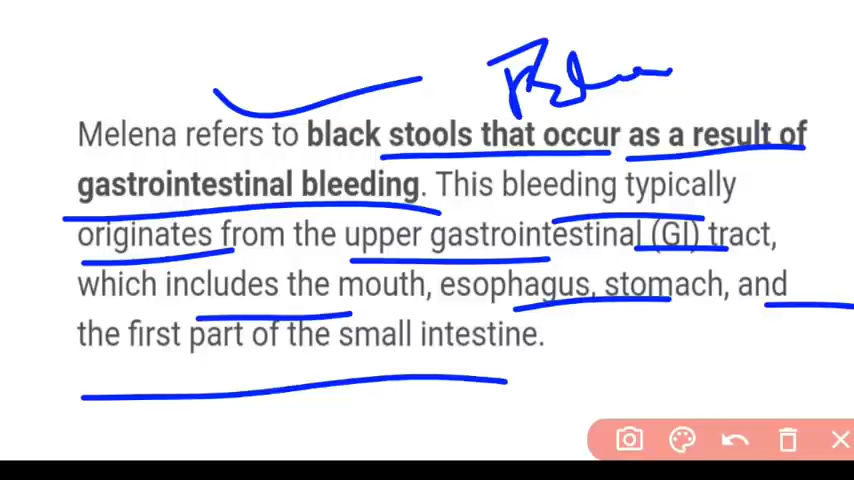 Melena refers to black stools that occur as a result of
gastrointestinal bleeding. This bleeding typically
originates from the upper gastrointestinal (GI) tract,
which includes the mouth, esophagus, stomach, and
the first part of the small intestine.